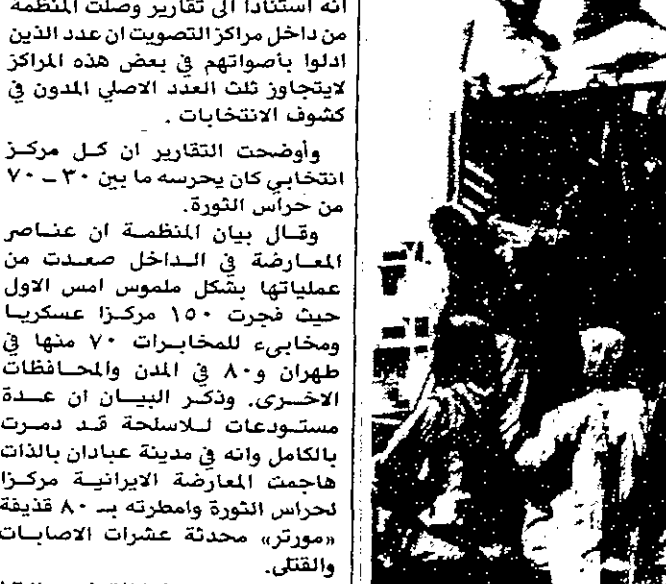 انه استنادا الى تقارير وصلت المنظمة
من داخل مراكز التصويت ان عدد الذين
ادلوا بأصواتهم في بعض هذه المراكز
لايتجاوز ثلث العدد الاصلي المدون في
كشوف الانتخابات .
وأوضحت التقارير ان كل مركز
انتخابي كان يحرسه ما بين ٣٠ ــ ٧٠
من حراس الثورة.
وقال بيان المنظمة ان عناصر
المعارضة في الداخل صعدت من
عملياتها بشكل ملموس امس الاول
حيث فجرت ١٥٠ مركزا عسكريا
ومخابىء للمخابرات ٧٠ منها في
طهران و٨٠ في المدن والمحافظات
الاخرى. وذكر البيان ان عدة
مستودعات للاسلحة قد دمرت
بالكامل وانه في مدينة عبادان بالذات
هاجمت المعارضة الايرانية مركزا
لحراس الثورة وامطرته بــ ٨٠ قذيفة
«مورتر» محدثة عشرات الاصابات
والقتلى.